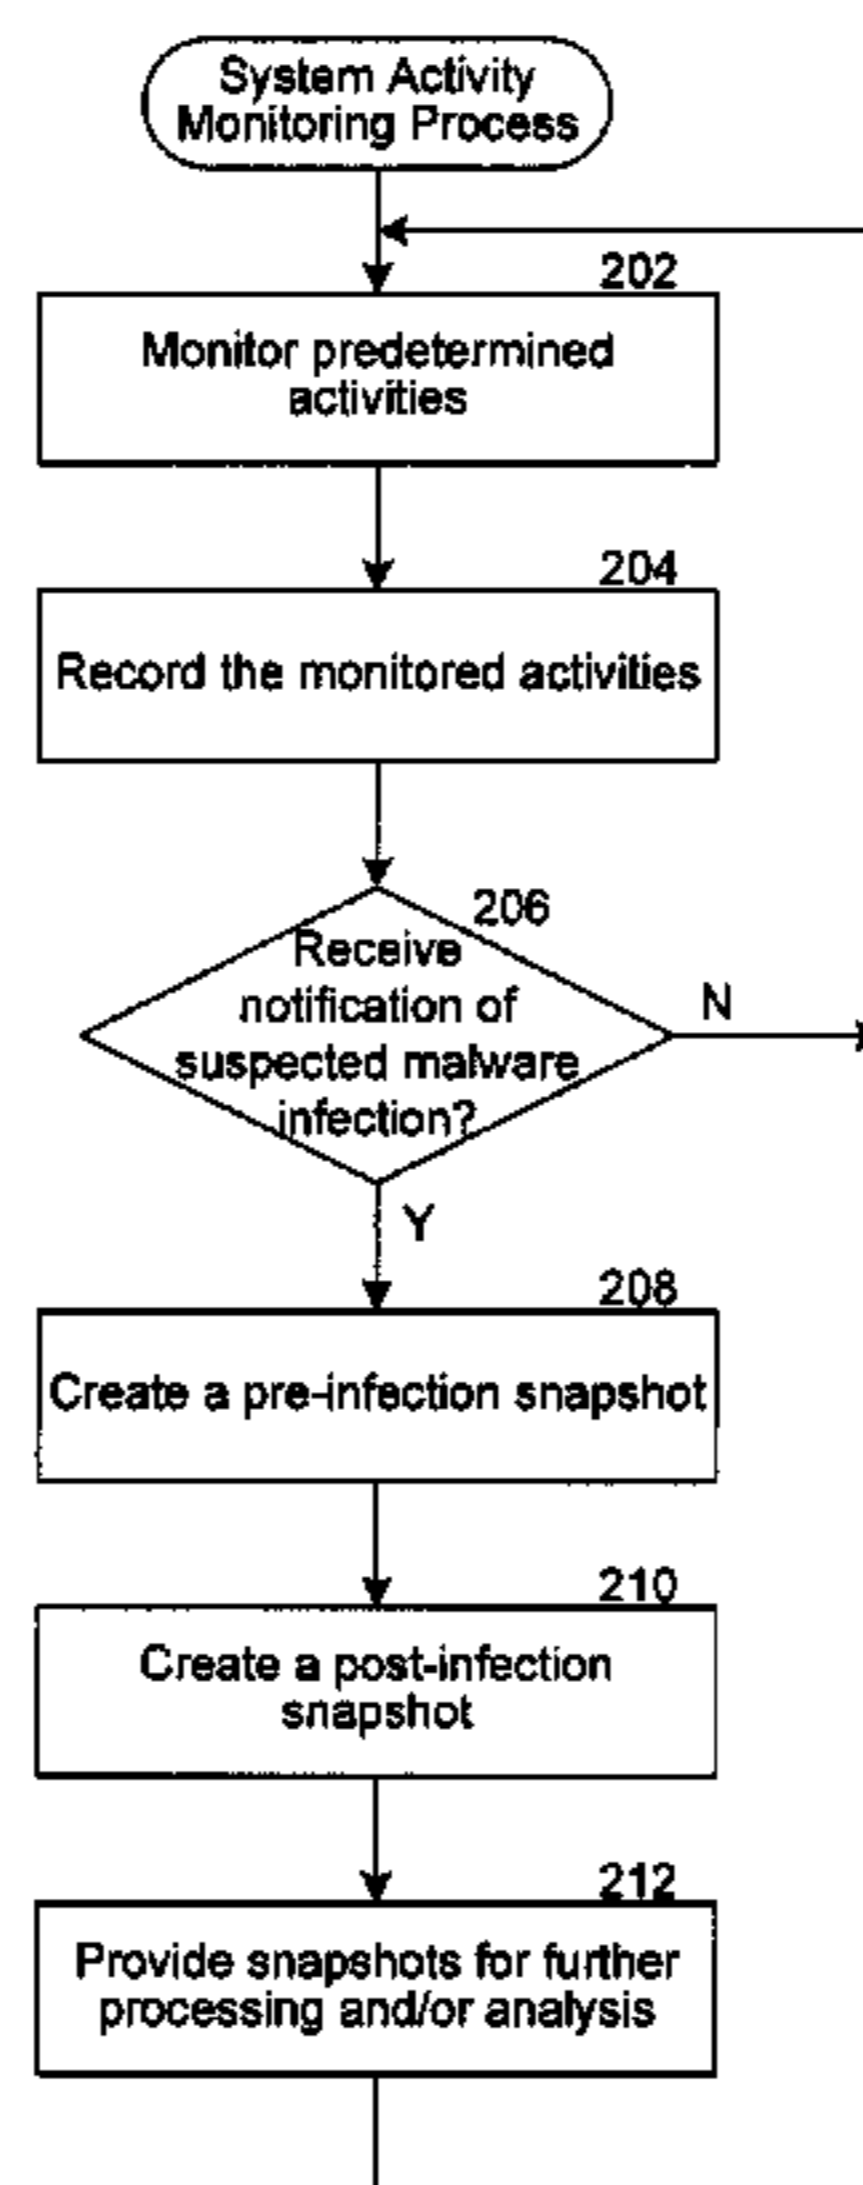 System Activity
Monitoring Process
202
Monitor predetermined
activities
204
Record the monitored activities
206
Receive
notification of
suspected malware
infection?
N
Y
208
Create a pre-infection snapshot
210
Create a post-infection
snapshot
212
Provide snapshots for further
processing and/or analysis